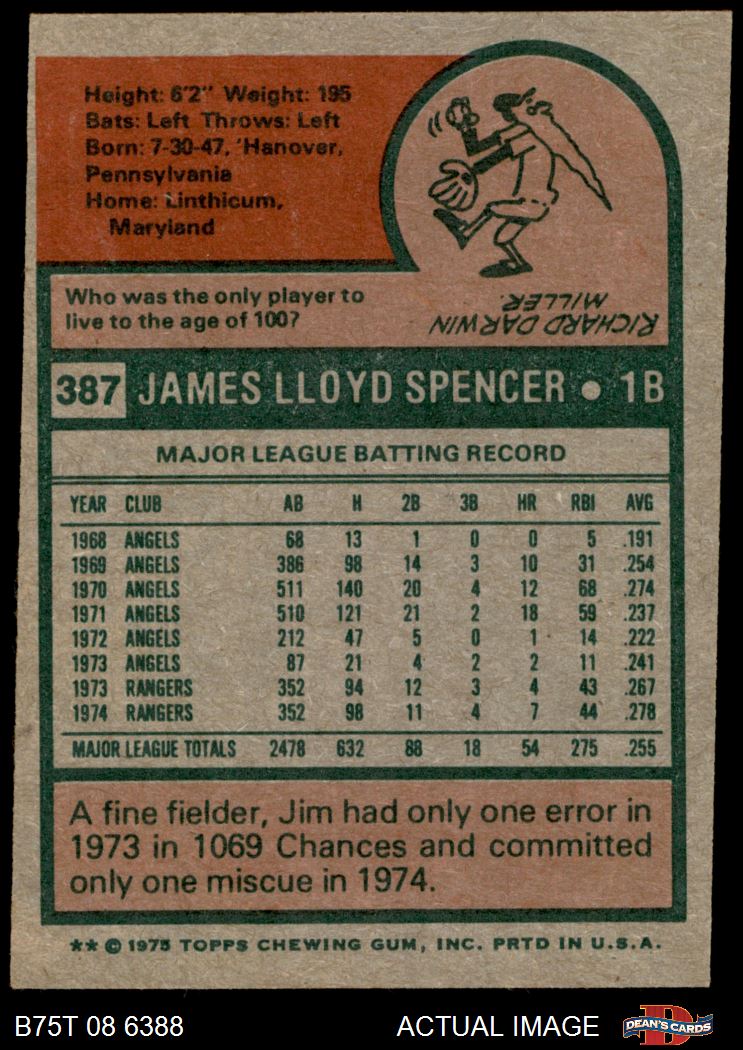 Height: 6'2" Weight: 195
Bats: Left Throws: Left
Born: 7-30-47, 'Hanover,
Pennsylvania
Home: Linthicum,
Maryland
Who was the only player to
live to the age of 100?
RICHARD DARWIN
MILLER.
387 JAMES LLOYD SPENCER ● 1B
MAJOR LEAGUE BATTING RECORD
YEAR CLUB AB H 2B 3B HR RBI AVG
1968 ANGELS 68 13 1 0 0 5 .191
1969 ANGELS 386 98 14 3 10 31 .254
1970 ANGELS 511 140 20 4 12 68 .274
1971 ANGELS 510 121 21 2 18 59 .237
1972 ANGELS 212 47 5 0 1 14 .222
1973 ANGELS 87 21 4 2 2 11 .241
1973 RANGERS 352 94 12 3 4 43 .267
1974 RANGERS 352 98 11 4 7 44 .278
MAJOR LEAGUE TOTALS 2478 632 88 18 54 275 .255
A fine fielder, Jim had only one error in
1973 in 1069 Chances and committed
only one miscue in 1974.
** © 1975 TOPPS CHEWING GUM, INC. PRTD IN U.S.A.
B75T 08 6388 ACTUAL IMAGE D DEAN'S CARDS